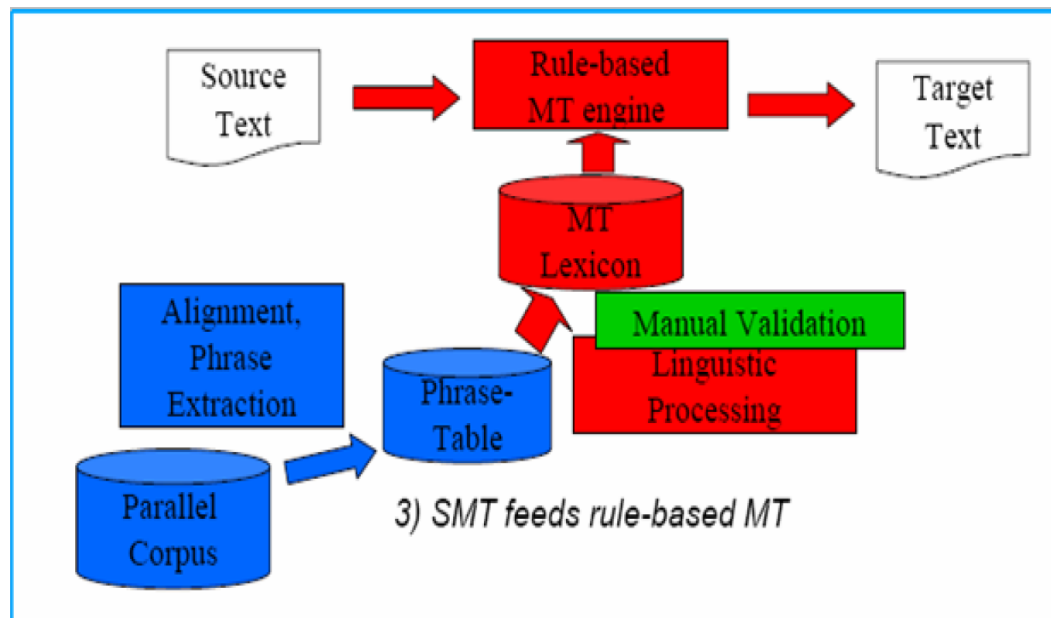 Source
Text
Rule-based
MT engine
Target
Text
MT
Lexicon
Alignment,
Phrase
Extraction
Manual Validation
Linguistic
Processing
Phrase-
Table
Parallel
Corpus
3) SMT feeds rule-based MT